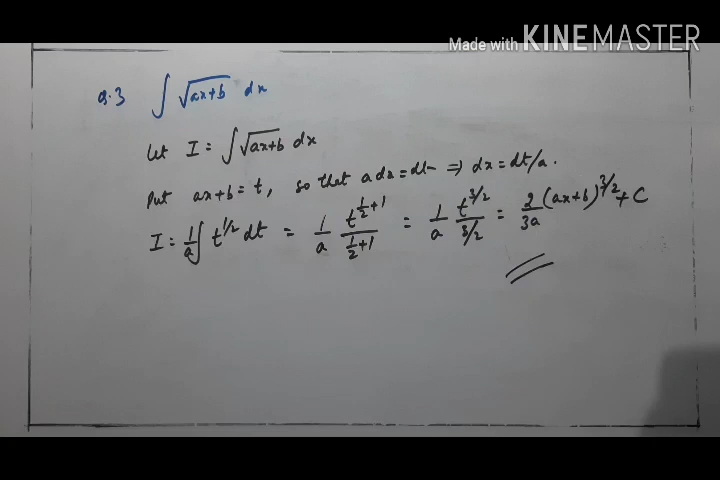 Made with KINEMASTER
Q.3 ∫ √ax+b dx
Let I = ∫ √ax+b dx
Put ax+b = t, so that a dx = dt ⇒ dx = dt/a.
I = 1/a ∫ t^1/2 dt = 1/a t^(1/2+1)/(1/2+1) = 1/a t^3/2/(3/2) = 2/3a (ax+b)^3/2 + C